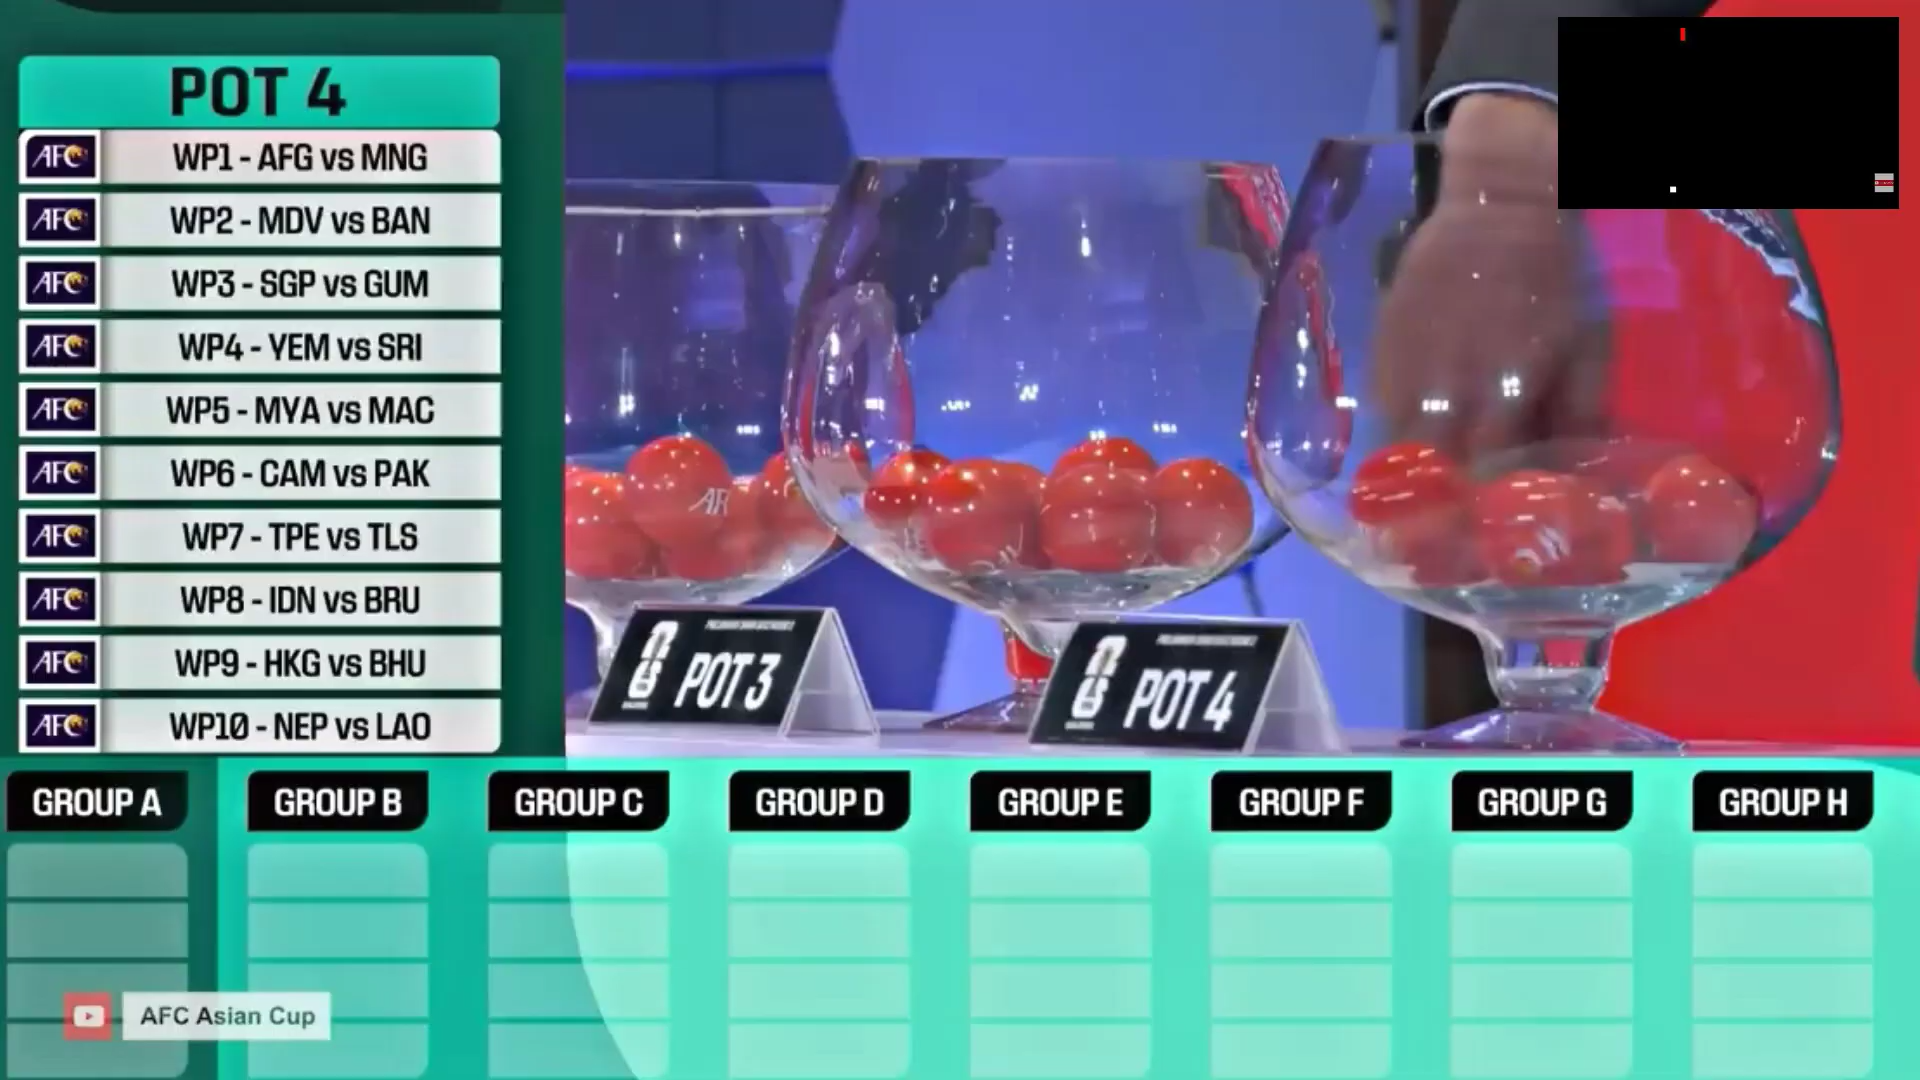 POT 4
AFC WP1 - AFG vs MNG
AFC WP2 - MDV vs BAN
AFC WP3 - SGP vs GUM
AFC WP4 - YEM vs SRI
AFC WP5 - MYA vs MAC
AFC WP6 - CAM vs PAK
AFC WP7 - TPE vs TLS
AFC WP8 - IDN vs BRU
AFC WP9 - HKG vs BHU
AFC WP10 - NEP vs LAO
POT 3
POT 4
GROUP A
GROUP B
GROUP C
GROUP D
GROUP E
GROUP F
GROUP G
GROUP H
AFC Asian Cup